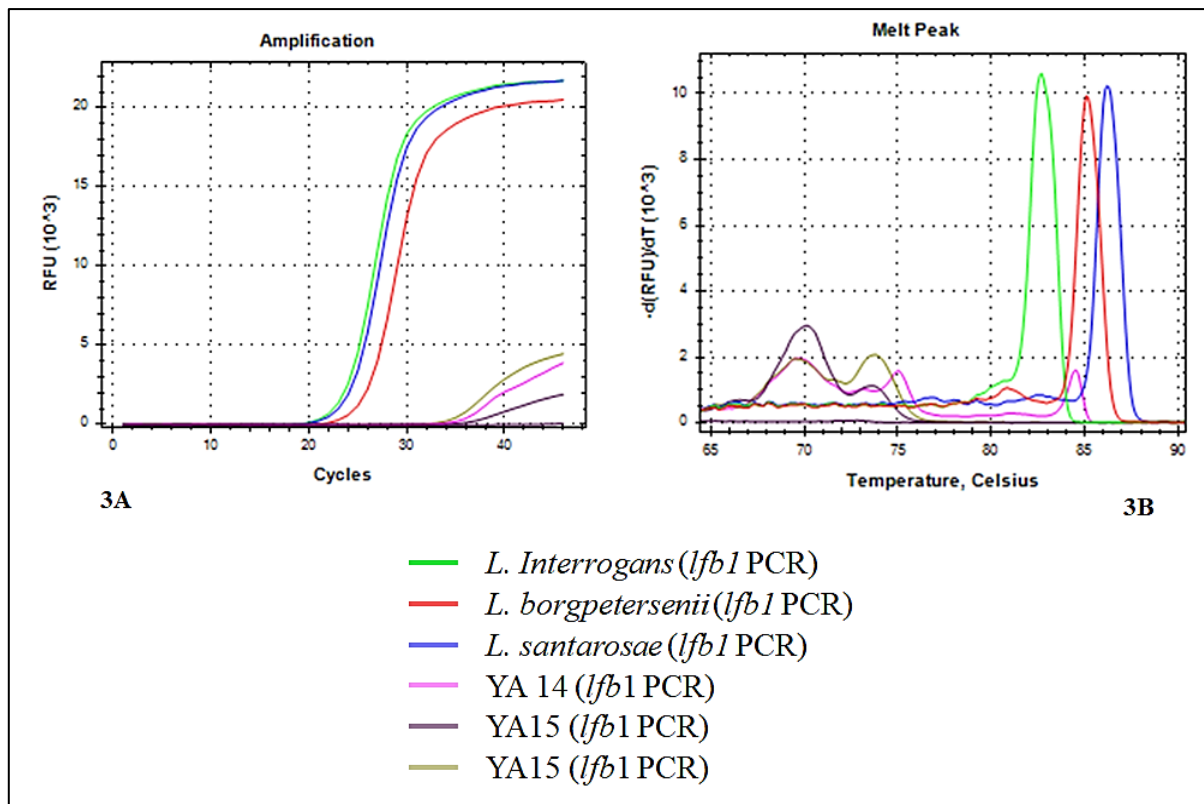 Amplification
RFU (10^3)
20
15
10
5
0
0 10 20 30 40
Cycles
3A
Melt Peak
-d(RFU)/dT (10^3)
10
8
6
4
2
0
65 70 75 80 85 90
Temperature, Celsius
3B
L. Interrogans (lfb1 PCR)
L. borgpetersenii (lfb1 PCR)
L. santarosae (lfb1 PCR)
YA 14 (lfb1 PCR)
YA15 (lfb1 PCR)
YA15 (lfb1 PCR)